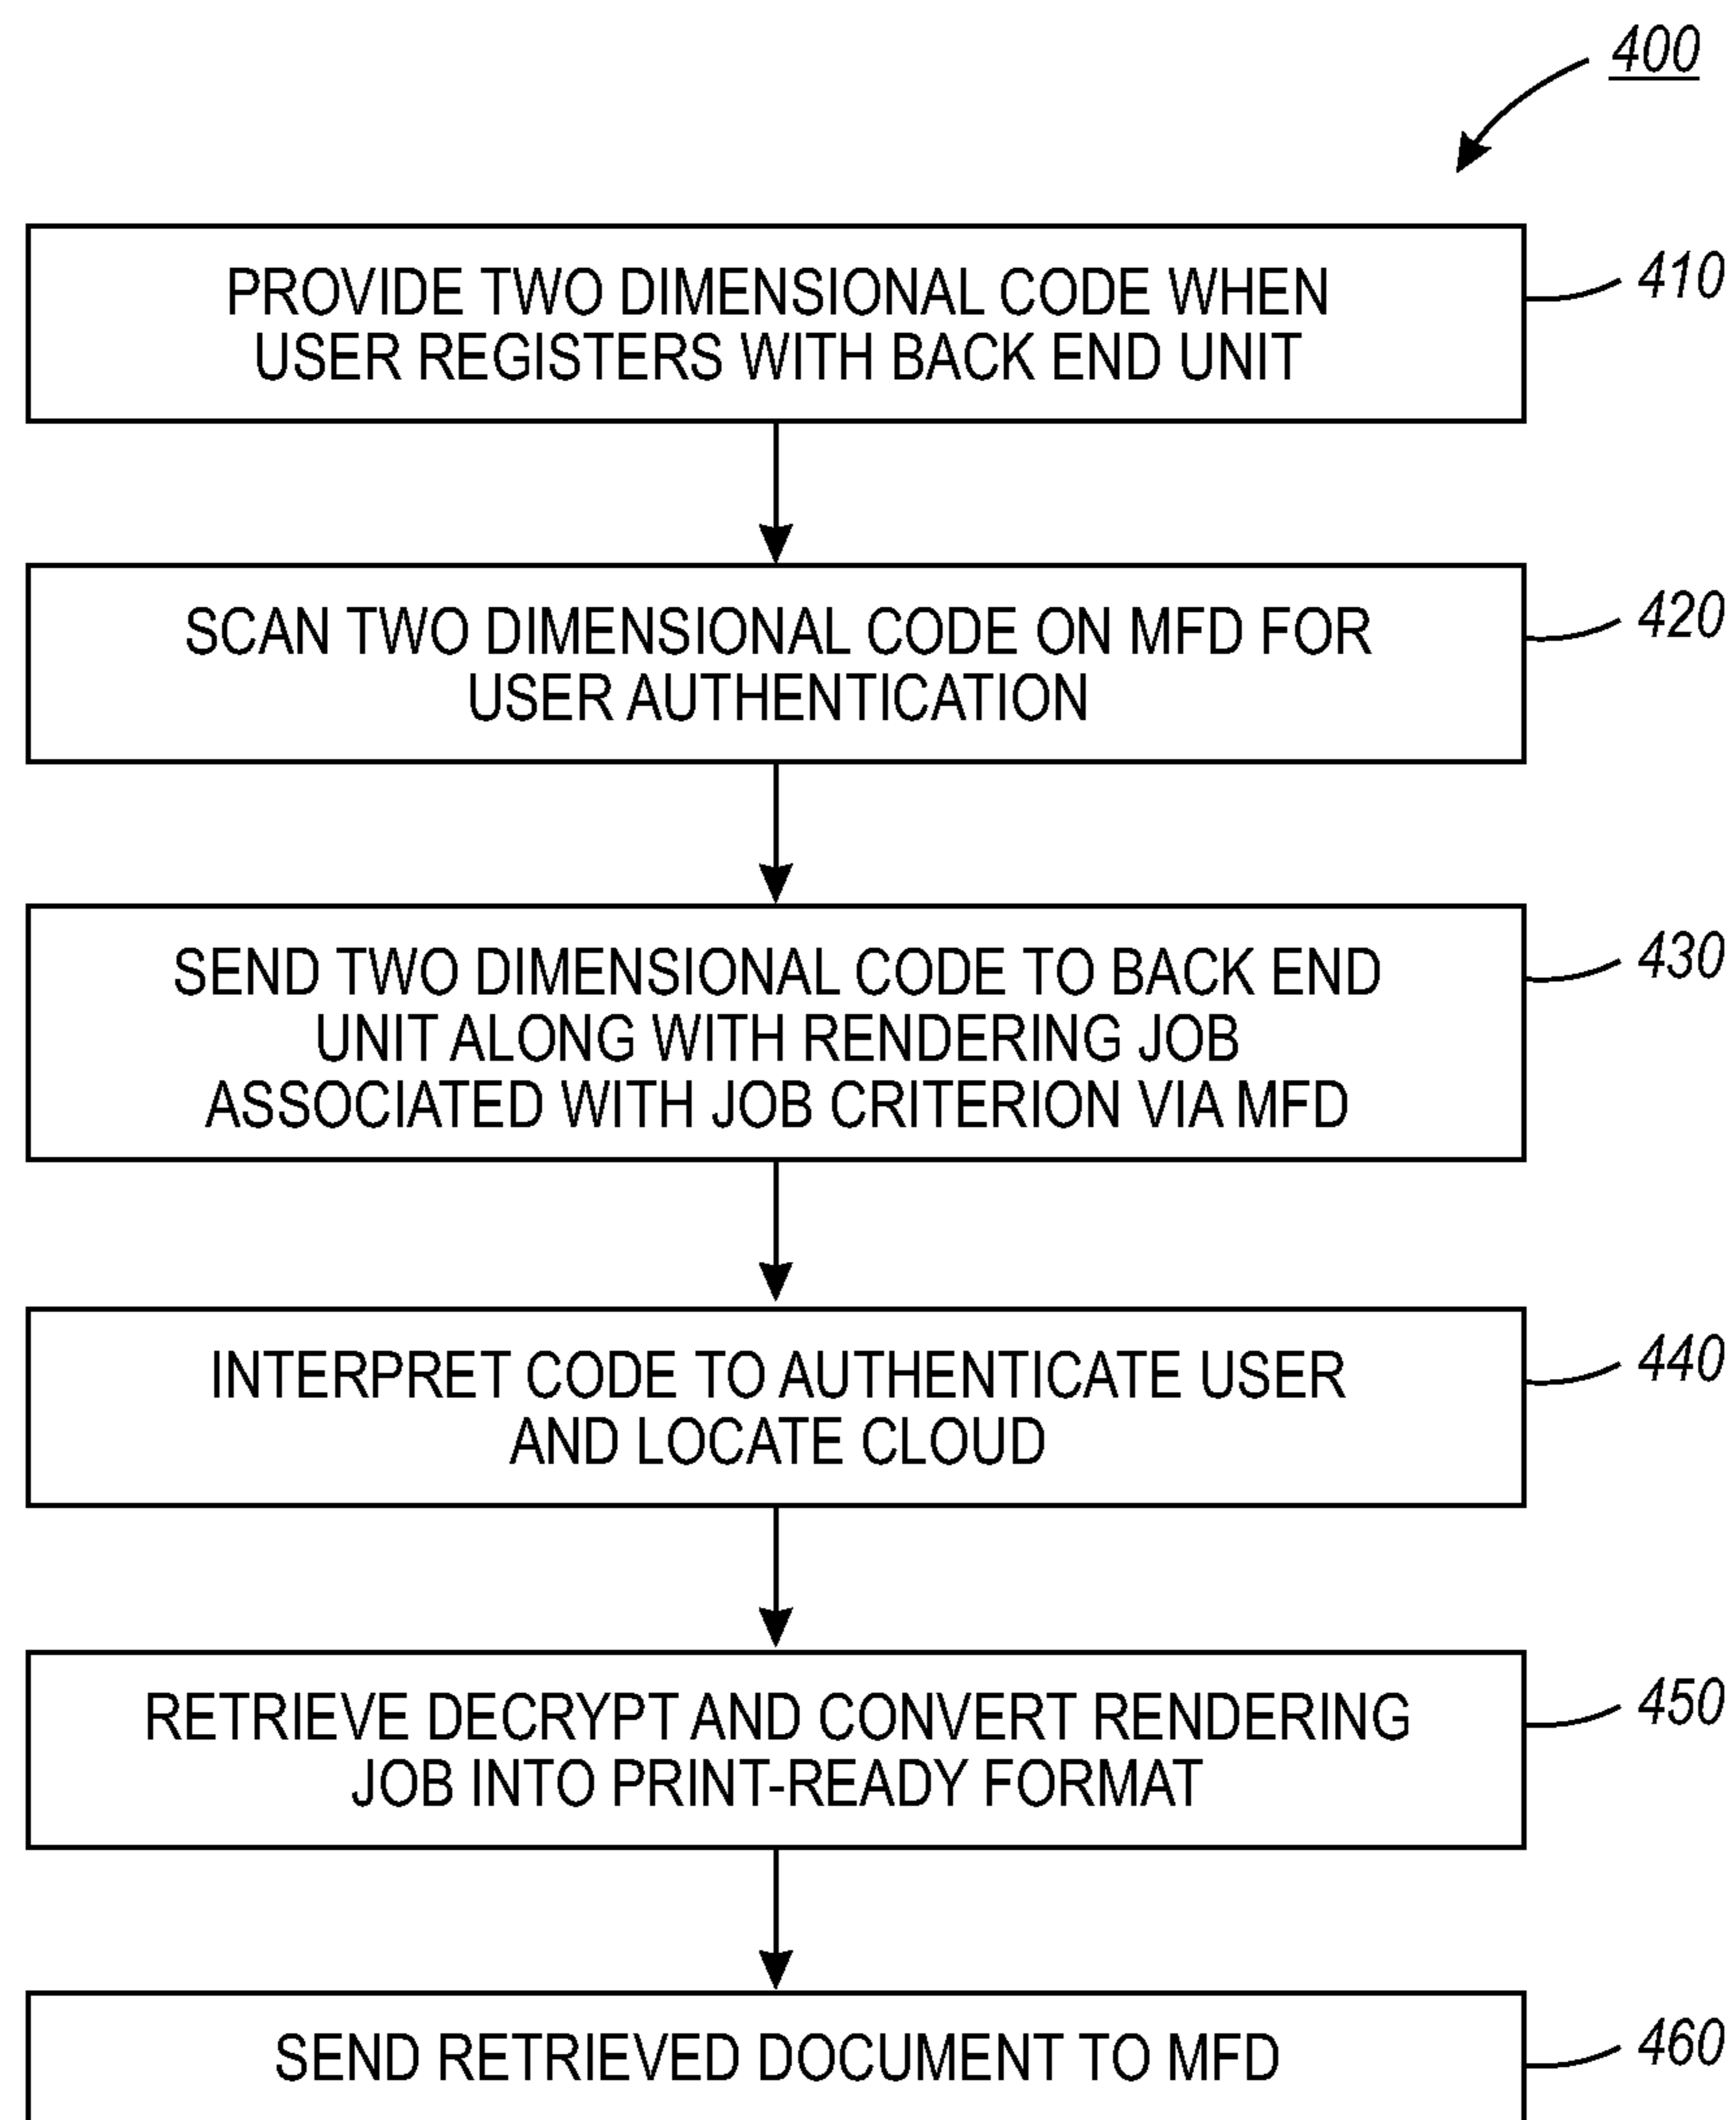 400
PROVIDE TWO DIMENSIONAL CODE WHEN
USER REGISTERS WITH BACK END UNIT
410
SCAN TWO DIMENSIONAL CODE ON MFD FOR
USER AUTHENTICATION
420
SEND TWO DIMENSIONAL CODE TO BACK END
UNIT ALONG WITH RENDERING JOB
ASSOCIATED WITH JOB CRITERION VIA MFD
430
INTERPRET CODE TO AUTHENTICATE USER
AND LOCATE CLOUD
440
RETRIEVE DECRYPT AND CONVERT RENDERING
JOB INTO PRINT-READY FORMAT
450
SEND RETRIEVED DOCUMENT TO MFD
460